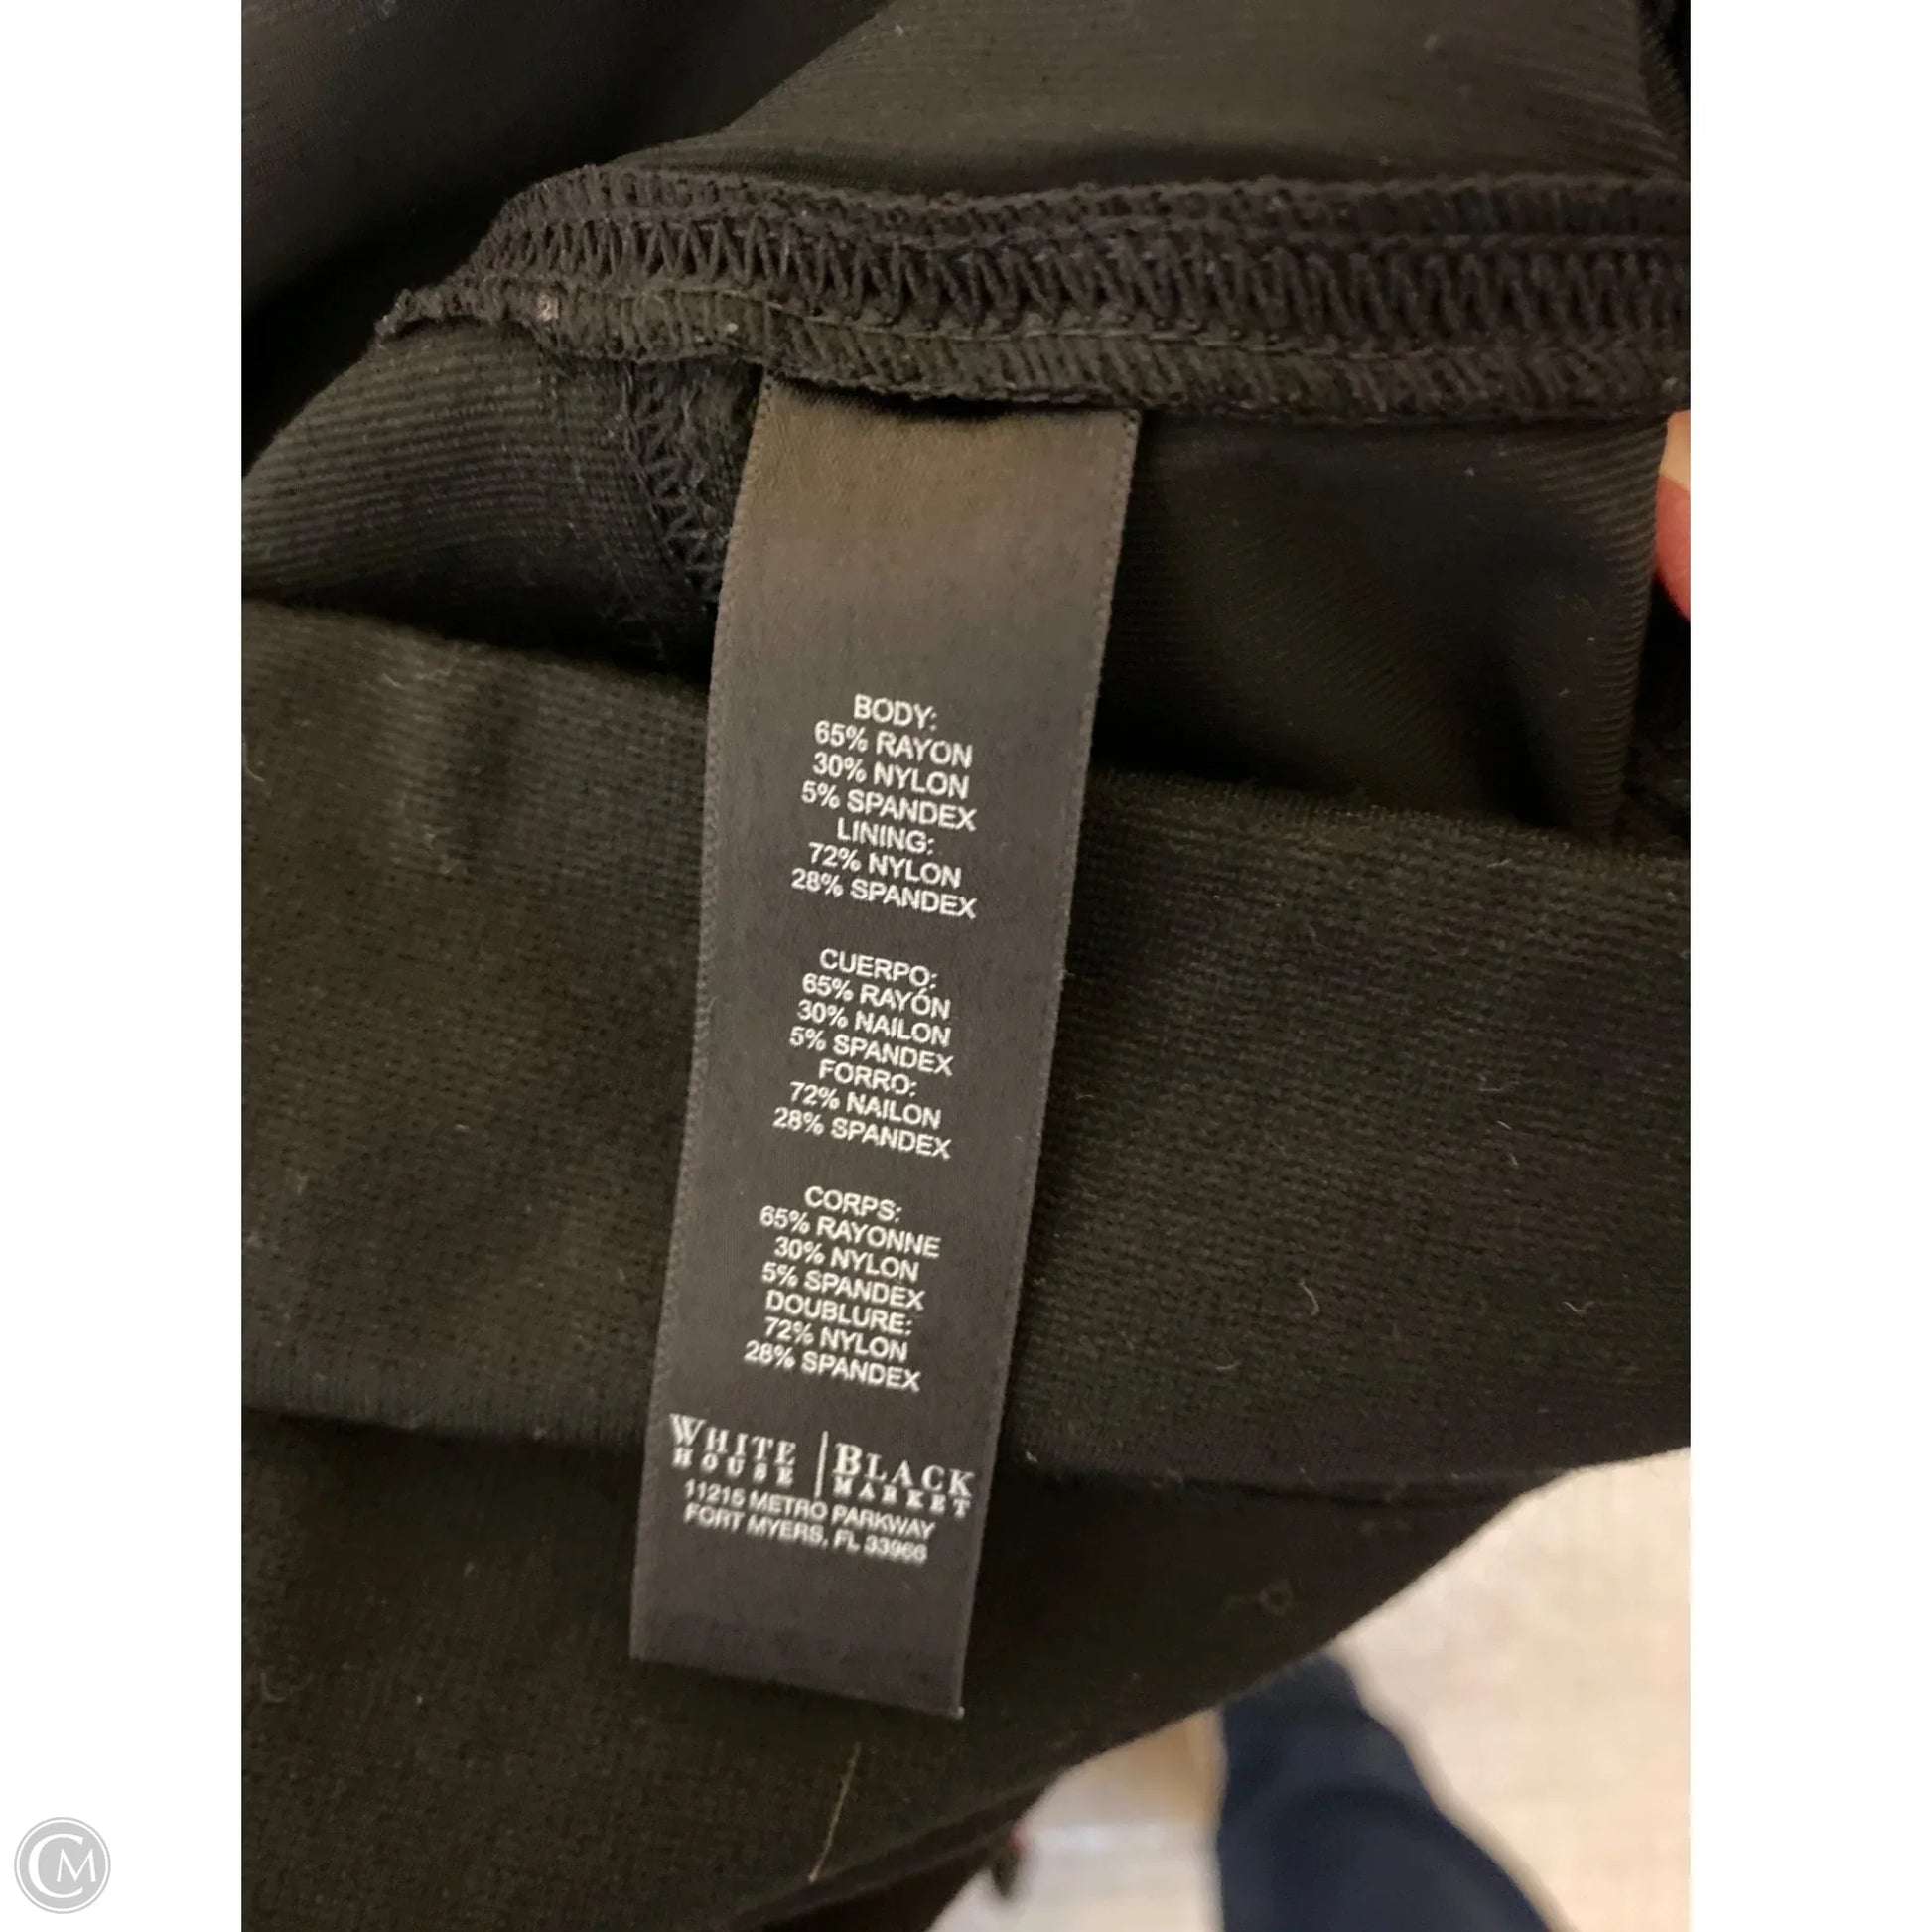 BODY:
65% RAYON
30% NYLON
5% SPANDEX
LINING:
72% NYLON
28% SPANDEX
CUERPO:
65% RAYÓN
30% NAILON
5% SPANDEX
FORRO:
72% NAILON
28% SPANDEX
CORPS:
65% RAYONNE
30% NYLON
5% SPANDEX
DOUBLURE:
72% NYLON
28% SPANDEX
WHITE HOUSE | BLACK MARKET
11215 METRO PARKWAY
FORT MYERS, FL 33966
CM